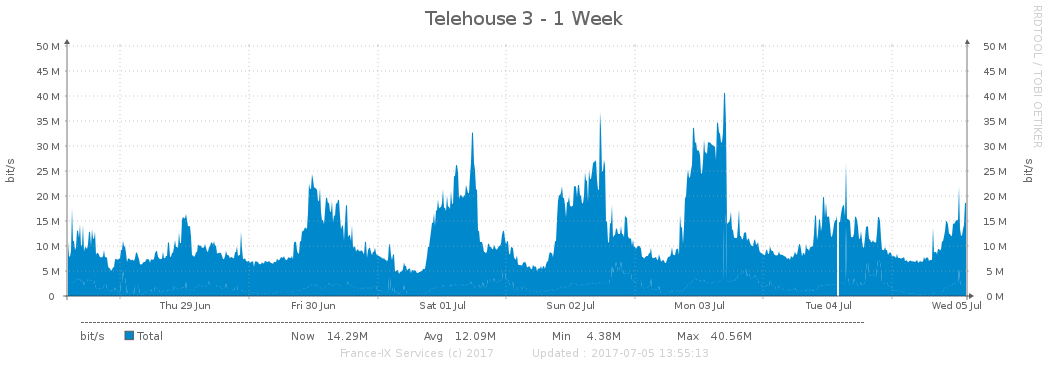 Telehouse 3 - 1 Week
RRDTOOL / TOBI OETIKER
bit/s
50 M 50 M
45 M 45 M
40 M 40 M
35 M 35 M
30 M 30 M
25 M 25 M
20 M 20 M
15 M 15 M
10 M 10 M
5 M 5 M
0 0 M
bit/s
Thu 29 Jun Fri 30 Jun Sat 01 Jul Sun 02 Jul Mon 03 Jul Tue 04 Jul Wed 05 Jul
bit/s Total Now 14.29M Avg 12.09M Min 4.38M Max 40.56M
France-IX Services (c) 2017 Updated : 2017-07-05 13:55:13